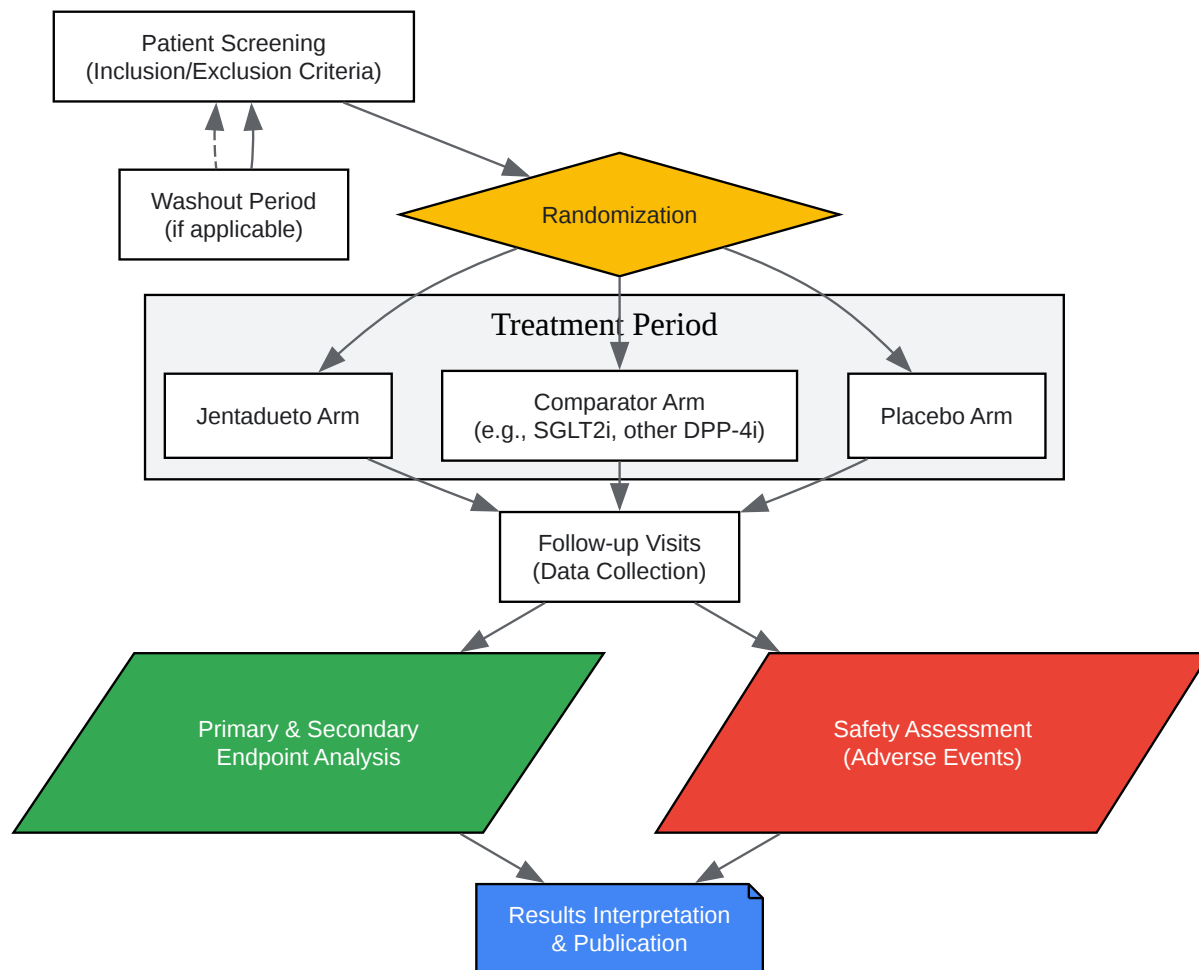 Patient Screening
(Inclusion/Exclusion Criteria)
Washout Period
(if applicable)
Randomization
Treatment Period
Jentadueto Arm
Comparator Arm
(e.g., SGLT2i, other DPP-4i)
Placebo Arm
Follow-up Visits
(Data Collection)
Primary & Secondary
Endpoint Analysis
Safety Assessment
(Adverse Events)
Results Interpretation
& Publication